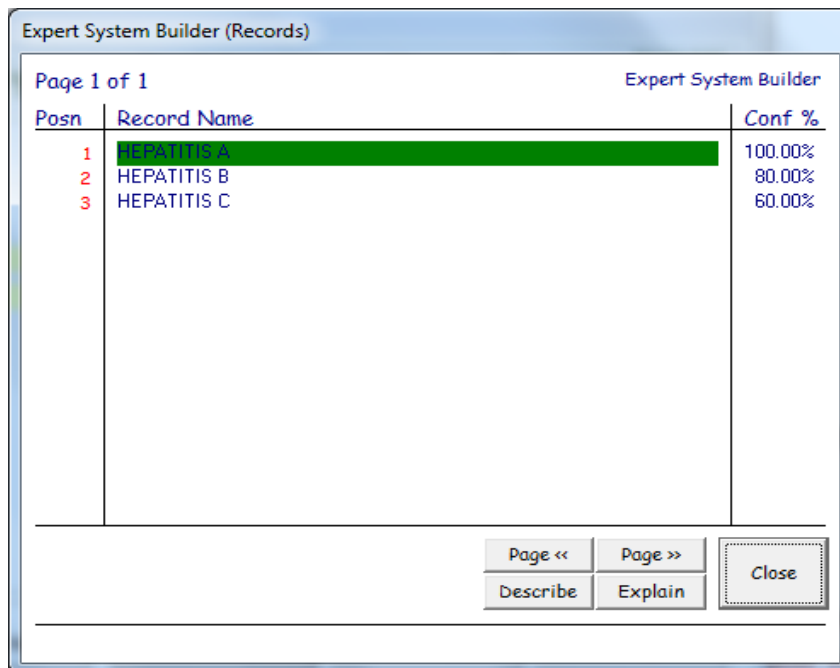 Expert System Builder (Records)
Page 1 of 1 Expert System Builder
Posn Record Name Conf %
1 HEPATITIS A 100.00%
2 HEPATITIS B 80.00%
3 HEPATITIS C 60.00%
Page << Page >> Close
Describe Explain